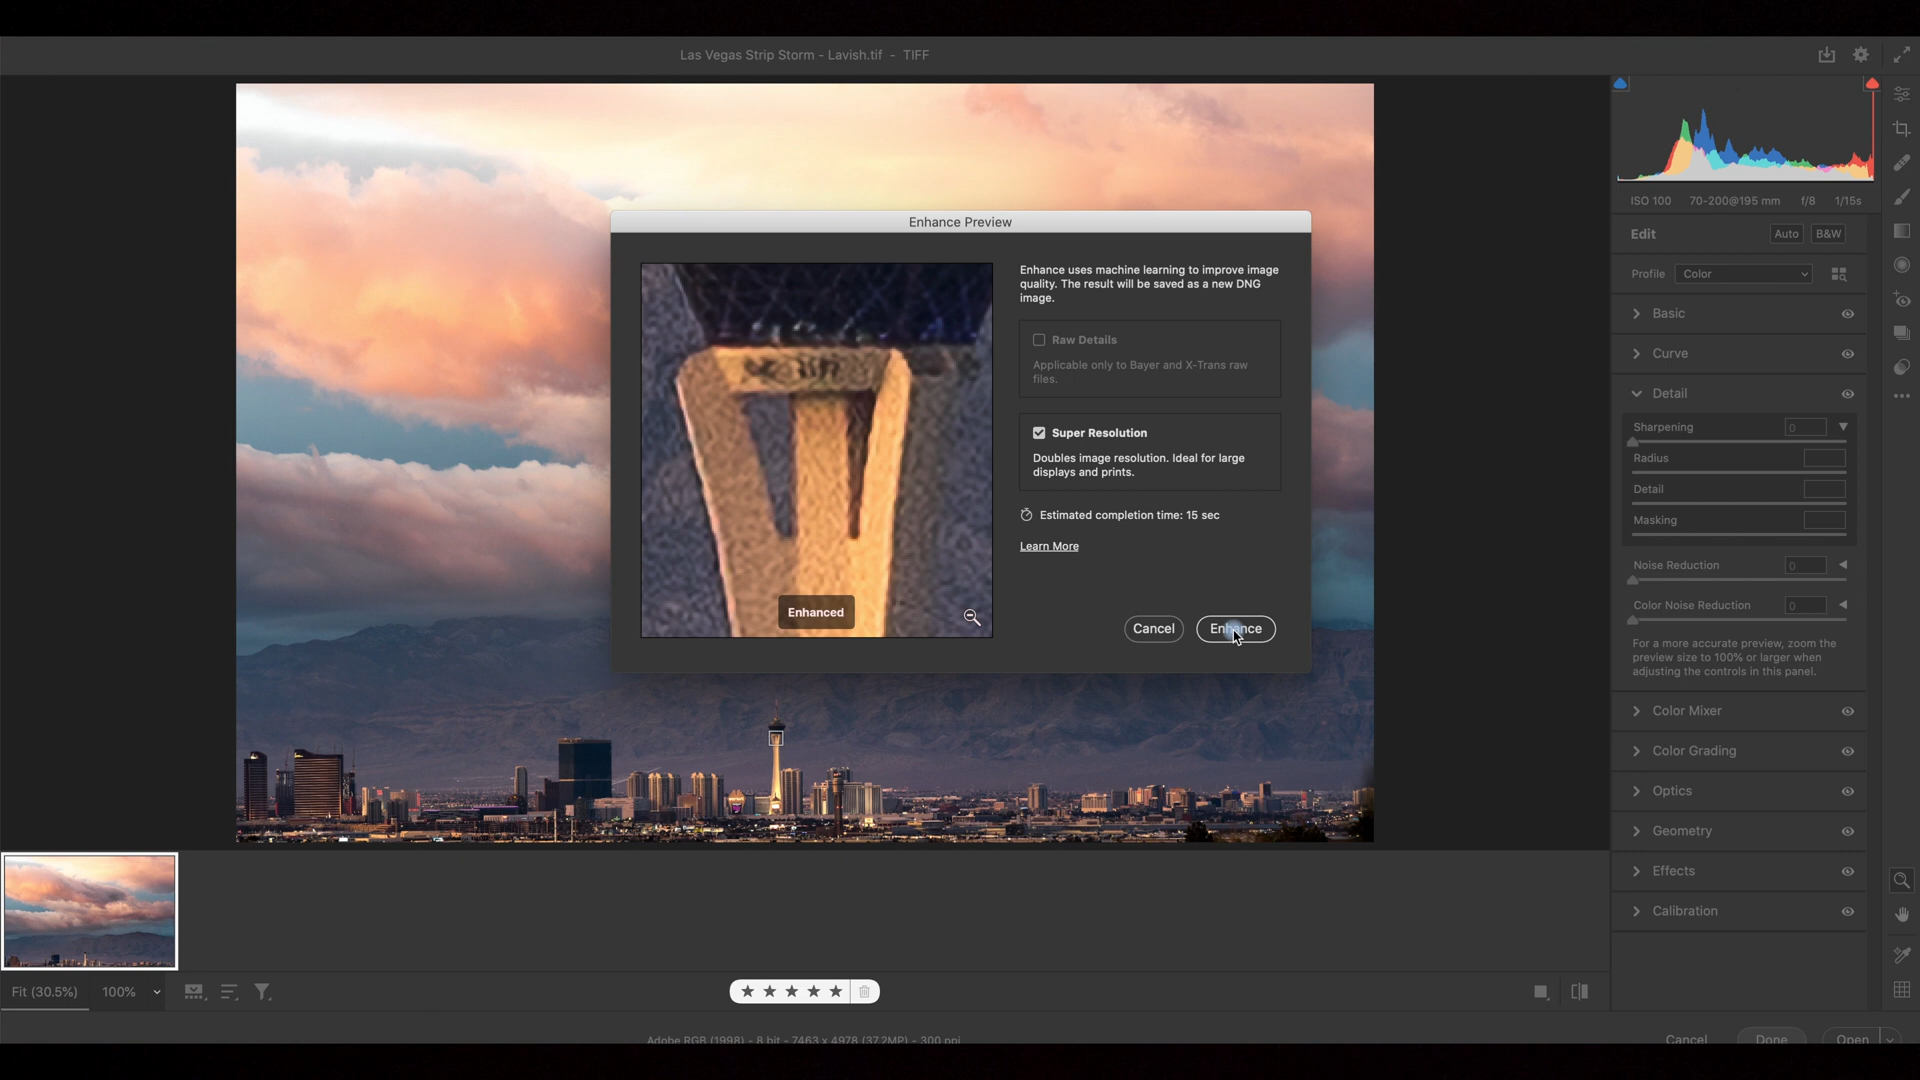 Las Vegas Strip Storm - Lavish.tif - TIFF
ISO 100 70-200@195 mm f/8 1/15s
Edit Auto B&W
Profile Color
Basic
Curve
Detail
Sharpening 0
Radius
Detail
Masking
Noise Reduction 0
Color Noise Reduction 0
For a more accurate preview, zoom the
preview size to 100% or larger when
adjusting the controls in this panel.
Color Mixer
Color Grading
Optics
Geometry
Effects
Calibration
Enhance Preview
Enhance uses machine learning to improve image
quality. The result will be saved as a new DNG
image.
Raw Details
Applicable only to Bayer and X-Trans raw
files.
Super Resolution
Doubles image resolution. Ideal for large
displays and prints.
Estimated completion time: 15 sec
Learn More
Enhanced
Cancel Enhance
Fit (30.5%) 100%
Adobe RGB (1998) - 8 bit - 7463 x 4978 (37.2MP) - 300 ppi
Cancel Done Open